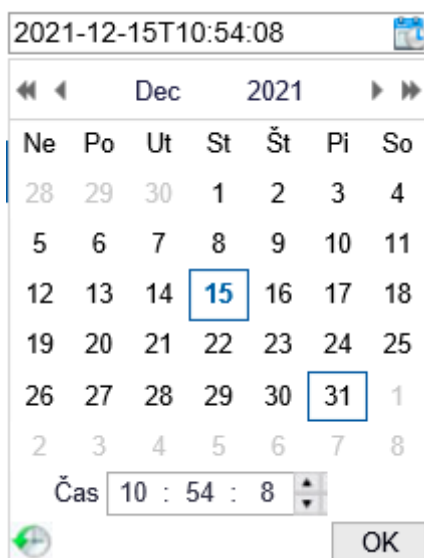 2021-12-15T10:54:08
Dec 2021
Ne Po Ut St Št Pi So
28 29 30 1 2 3 4
5 6 7 8 9 10 11
12 13 14 15 16 17 18
19 20 21 22 23 24 25
26 27 28 29 30 31 1
2 3 4 5 6 7 8
Čas 10 : 54 : 8
OK